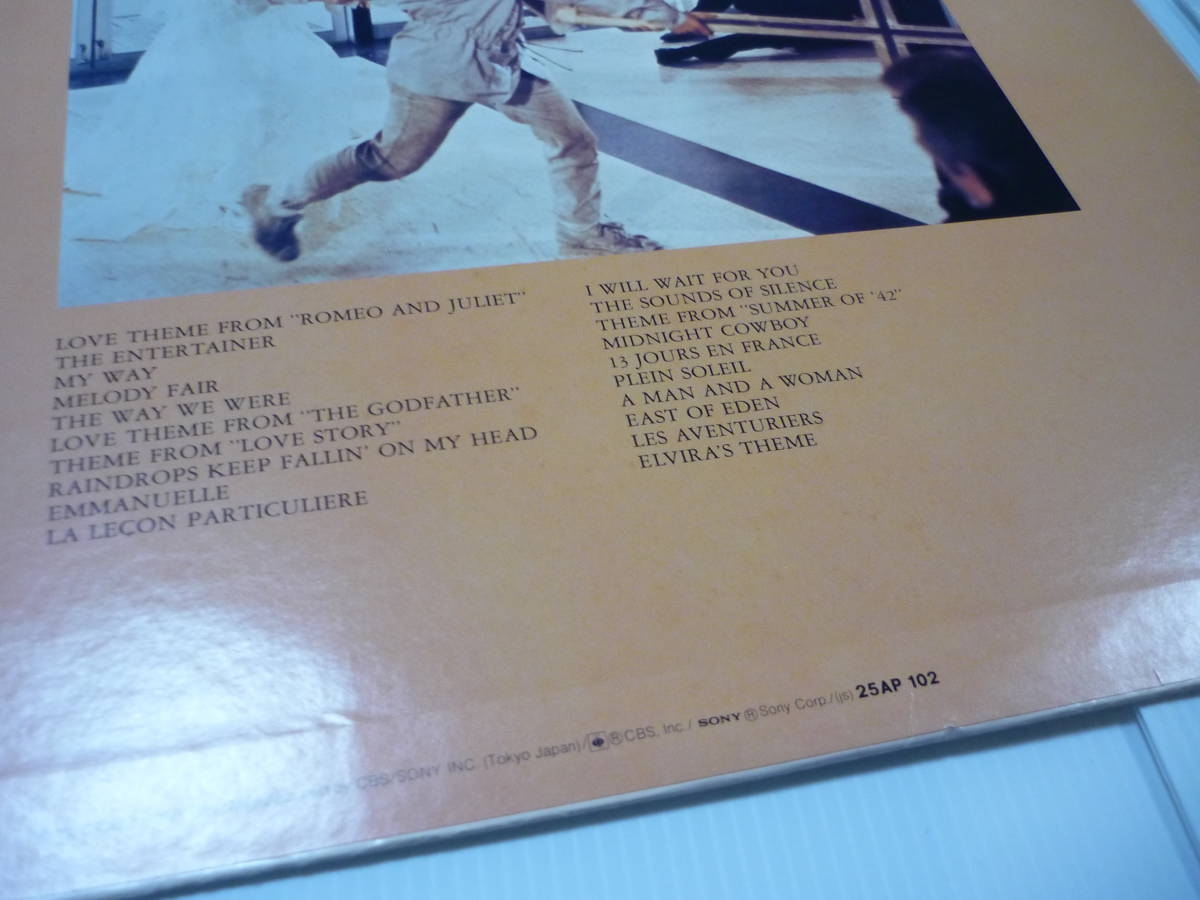 LOVE THEME FROM "ROMEO AND JULIET"
THE ENTERTAINER
MY WAY
MELODY FAIR
THE WAY WE WERE
LOVE THEME FROM "THE GODFATHER"
THEME FROM "LOVE STORY"
RAINDROPS KEEP FALLIN' ON MY HEAD
EMMANUELLE
LA LEÇON PARTICULIERE
I WILL WAIT FOR YOU
THE SOUNDS OF SILENCE
THEME FROM "SUMMER OF '42"
MIDNIGHT COWBOY
13 JOURS EN FRANCE
PLEIN SOLEIL
A MAN AND A WOMAN
EAST OF EDEN
LES AVENTURIERS
ELVIRA'S THEME
by CBS/SONY INC. (Tokyo Japan)/ ®CBS, Inc./ SONY ®Sony Corp./(js) 25AP 102